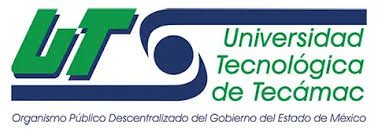 UT
Universidad
Tecnológica
de Tecámac
Organismo Público Descentralizado del Gobierno del Estado de México